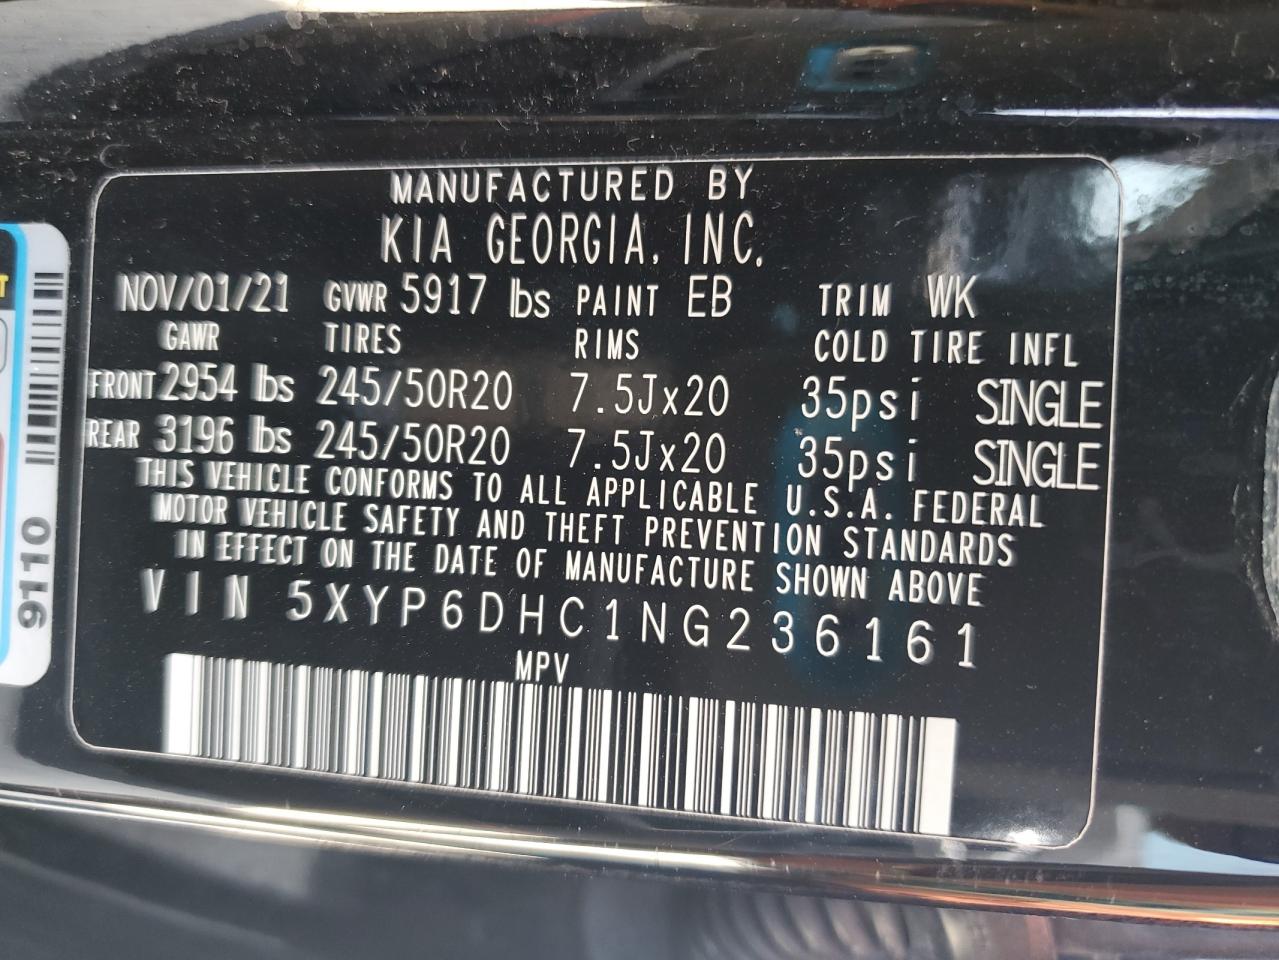 MANUFACTURED BY
KIA GEORGIA, INC.
NOV/01/21 GVWR 5917 lbs PAINT EB TRIM WK
GAWR TIRES RIMS COLD TIRE INFL
FRONT 2954 lbs 245/50R20 7.5Jx20 35psi SINGLE
REAR 3196 lbs 245/50R20 7.5Jx20 35psi SINGLE
THIS VEHICLE CONFORMS TO ALL APPLICABLE U.S.A. FEDERAL
MOTOR VEHICLE SAFETY AND THEFT PREVENTION STANDARDS
IN EFFECT ON THE DATE OF MANUFACTURE SHOWN ABOVE
VIN 5XYP6DHC1NG236161
MPV
9110